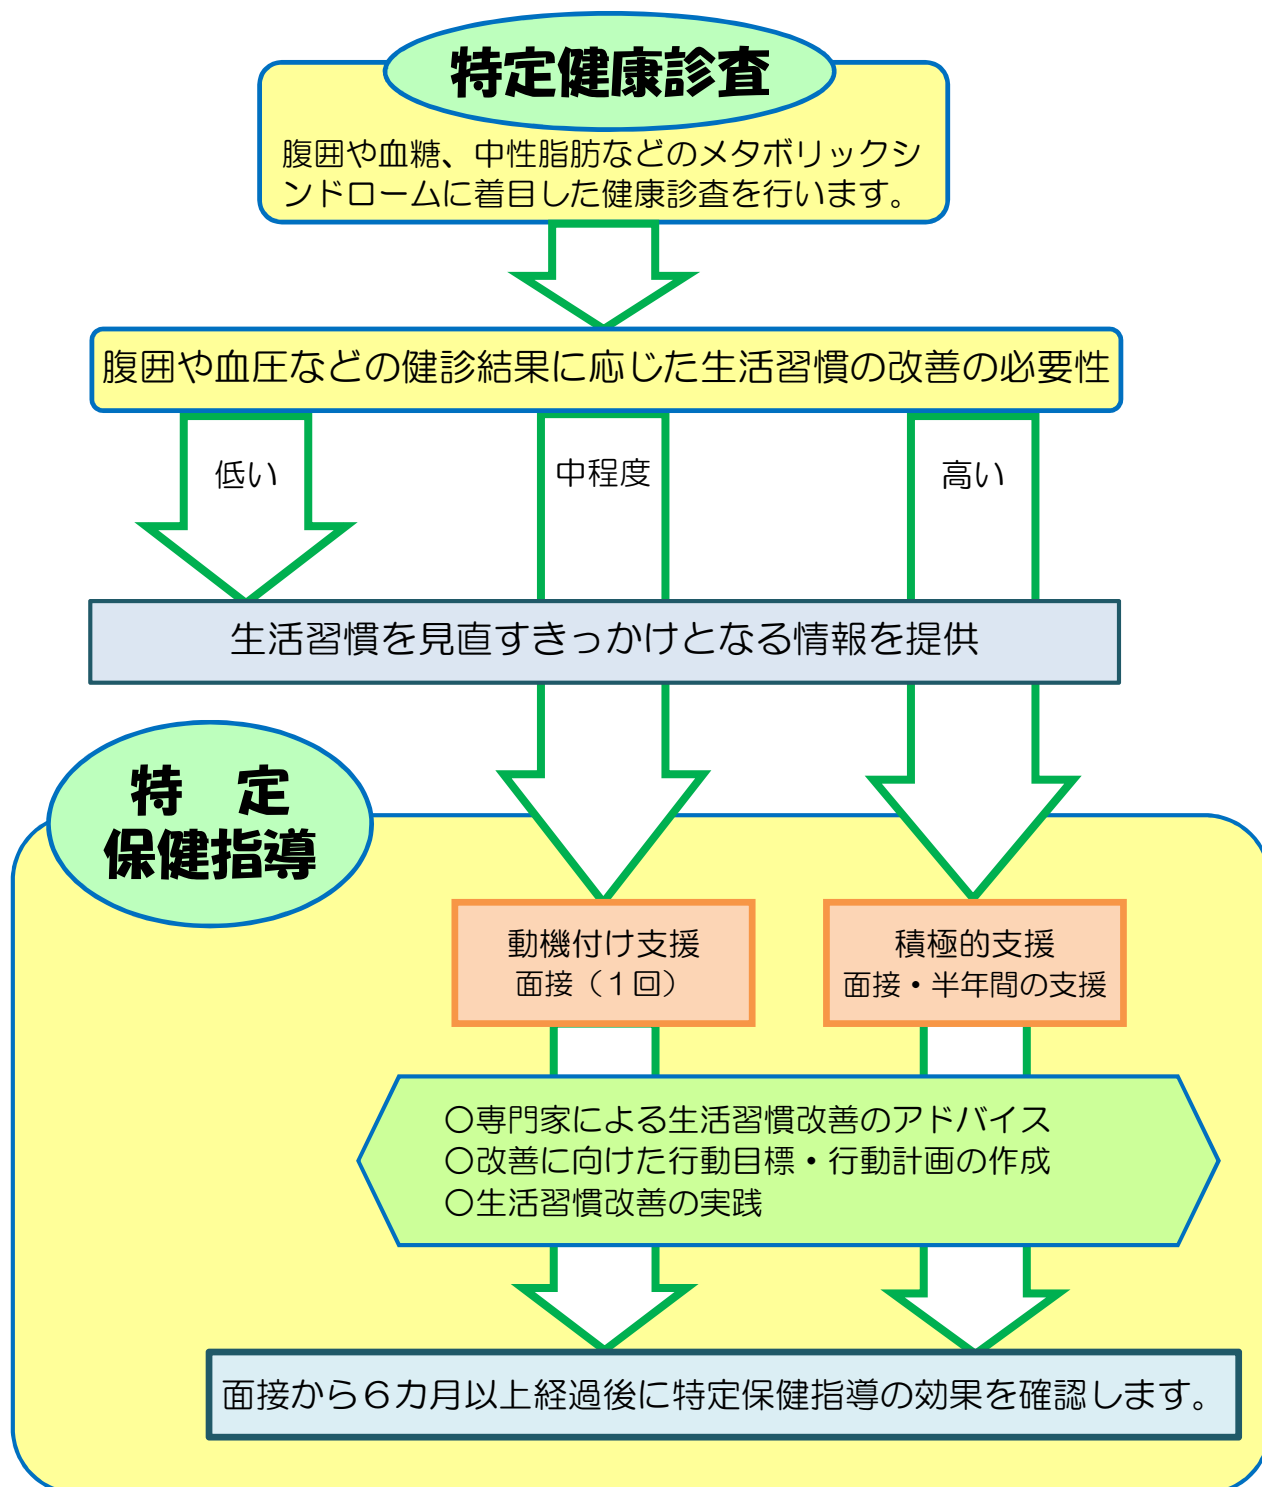 特定健康診査
腹囲や血糖、中性脂肪などのメタボリックシ
ンドロームに着目した健康診査を行います。
腹囲や血圧などの健診結果に応じた生活習慣の改善の必要性
低い
中程度
高い
生活習慣を見直すきっかけとなる情報を提供
特　定
保健指導
動機付け支援
面接（１回）
積極的支援
面接・半年間の支援
○専門家による生活習慣改善のアドバイス
○改善に向けた行動目標・行動計画の作成
○生活習慣改善の実践
面接から６カ月以上経過後に特定保健指導の効果を確認します。